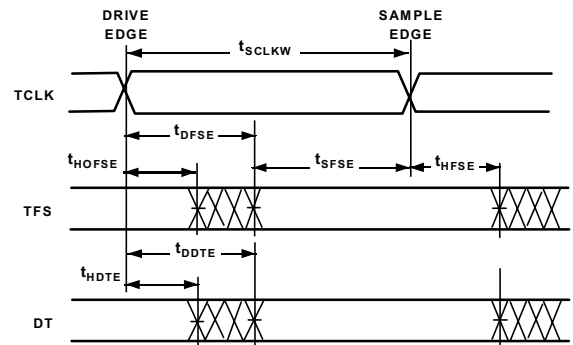 DRIVE EDGE
SAMPLE EDGE
tSCLKW
TCLK
tDFSE
tHOFSE
tSFSE
tHFSE
TFS
tDDTE
tHDTE
DT